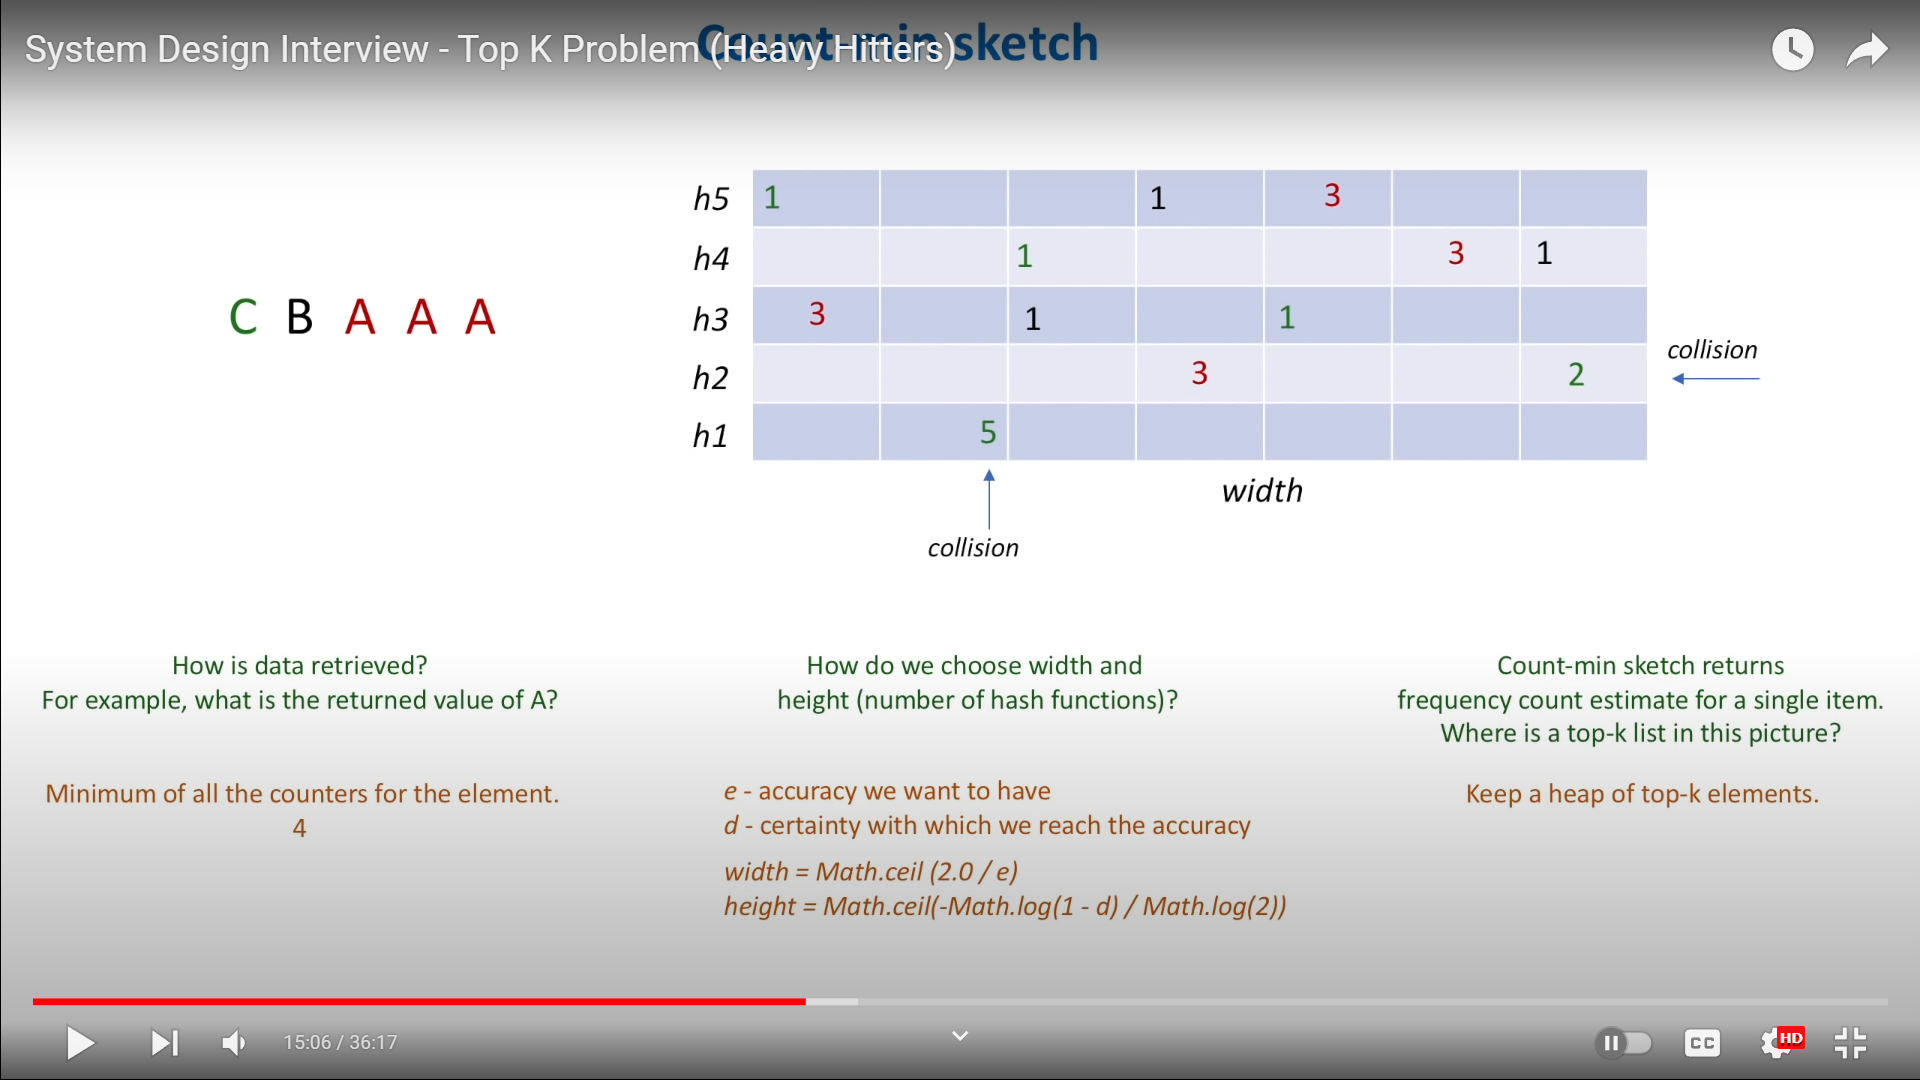 System Design Interview - Top K Problem (Heavy Hitters)
Count-min sketch
h5 1 1 3
h4 1 3 1
C B A A A
h3 3 1 1
h2 3 2
collision
h1 5
width
collision
How is data retrieved?
For example, what is the returned value of A?
Minimum of all the counters for the element.
4
How do we choose width and
height (number of hash functions)?
e - accuracy we want to have
d - certainty with which we reach the accuracy
width = Math.ceil (2.0 / e)
height = Math.ceil(-Math.log(1 - d) / Math.log(2))
Count-min sketch returns
frequency count estimate for a single item.
Where is a top-k list in this picture?
Keep a heap of top-k elements.
15:06 / 36:17
CC
HD